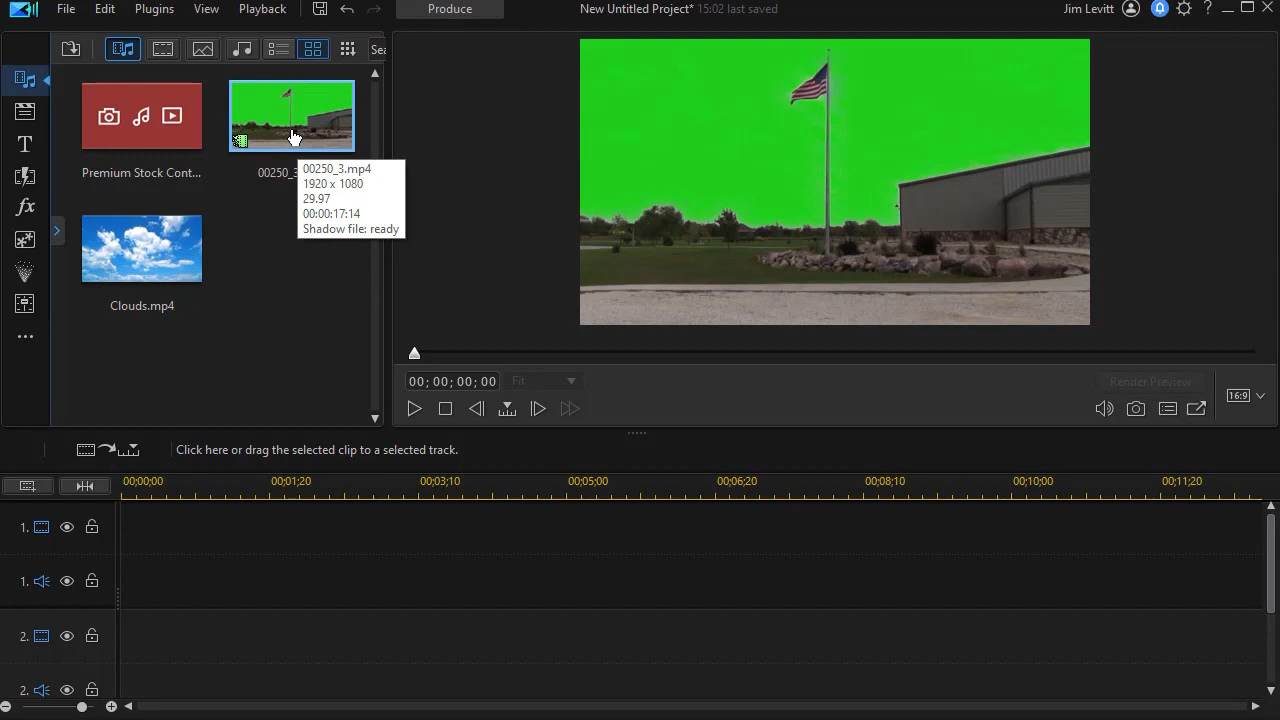 File Edit Plugins View Playback Produce New Untitled Project* 15:02 last saved Jim Levitt ?
Sea
T
fx
Premium Stock Cont...
00250_3
00250_3.mp4
1920 x 1080
29.97
00:00:17:14
Shadow file: ready
Clouds.mp4
00; 00; 00; 00 Fit Render Preview
16:9
Click here or drag the selected clip to a selected track.
00;00;00 00;01;20 00;03;10 00;05;00 00;06;20 00;08;10 00;10;00 00;11;20
1.
1.
2.
2.